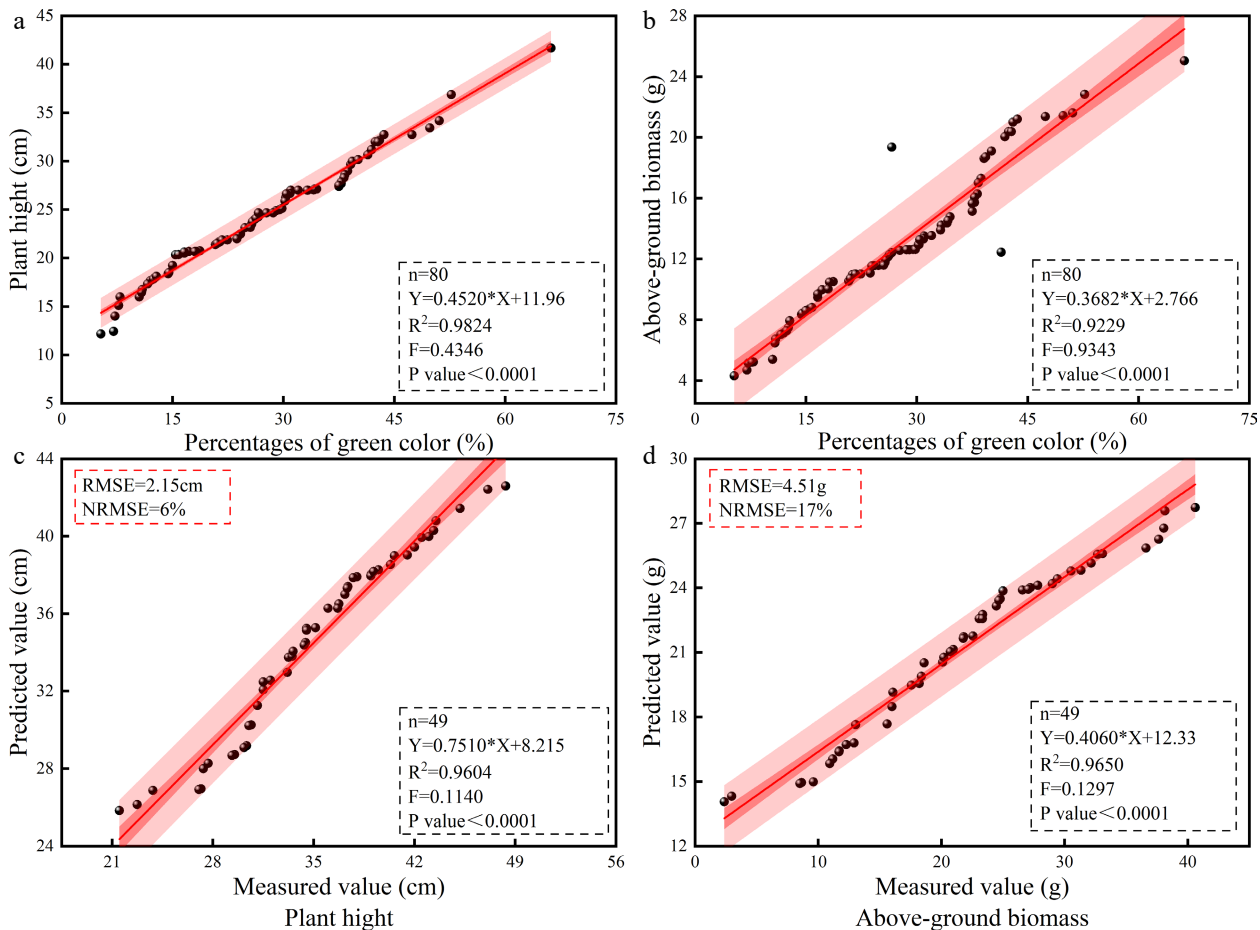 a
45
40
35
30
25
20
15
10
5
Plant hight (cm)
n=80
Y=0.4520*X+11.96
R²=0.9824
F=0.4346
P value＜0.0001
0 15 30 45 60 75
Percentages of green color (%)
b
28
24
20
16
12
8
4
Above-ground biomass (g)
n=80
Y=0.3682*X+2.766
R²=0.9229
F=0.9343
P value＜0.0001
0 15 30 45 60 75
Percentages of green color (%)
c
44
40
36
32
28
24
Predicted value (cm)
RMSE=2.15cm
NRMSE=6%
n=49
Y=0.7510*X+8.215
R²=0.9604
F=0.1140
P value＜0.0001
21 28 35 42 49 56
Measured value (cm)
Plant hight
d
30
27
24
21
18
15
12
Predicted value (g)
RMSE=4.51g
NRMSE=17%
n=49
Y=0.4060*X+12.33
R²=0.9650
F=0.1297
P value＜0.0001
0 10 20 30 40
Measured value (g)
Above-ground biomass